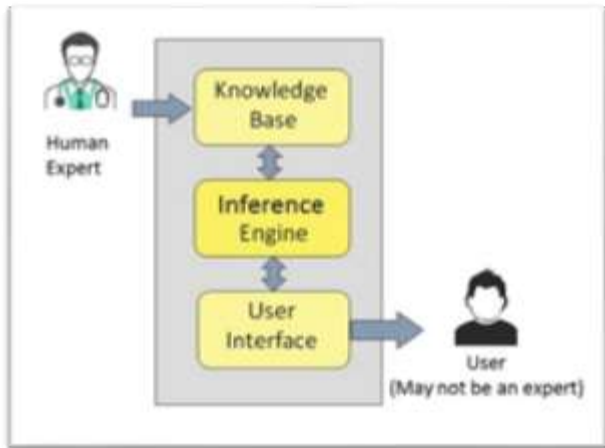 Human
Expert
Knowledge
Base
Inference
Engine
User
Interface
User
(May not be an expert)